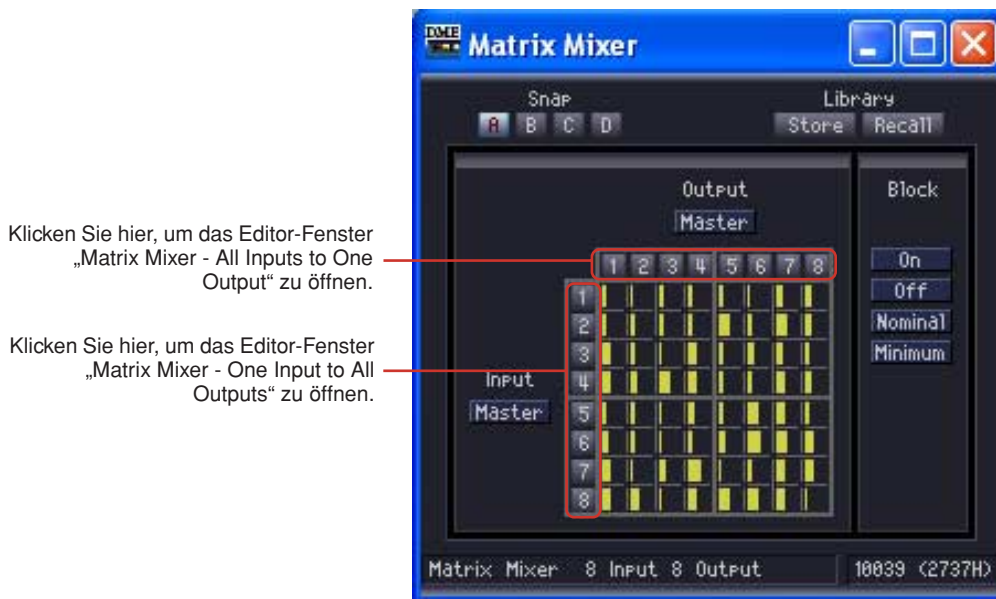 DME Matrix Mixer
Snap Library
A B C D Store Recall
Output Block
Master
Klicken Sie hier, um das Editor-Fenster
„Matrix Mixer - All Inputs to One
Output“ zu öffnen.
1 2 3 4 5 6 7 8
On
Off
Nominal
Minimum
Klicken Sie hier, um das Editor-Fenster
„Matrix Mixer - One Input to All
Outputs“ zu öffnen.
Input
Master
1
2
3
4
5
6
7
8
Matrix Mixer 8 Input 8 Output 10039 (2737H)